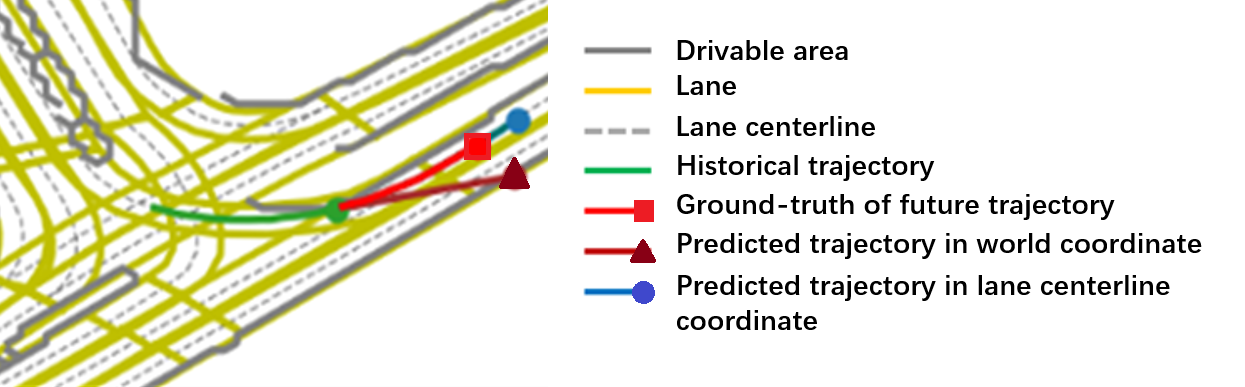 Drivable area
Lane
Lane centerline
Historical trajectory
Ground-truth of future trajectory
Predicted trajectory in world coordinate
Predicted trajectory in lane centerline
coordinate